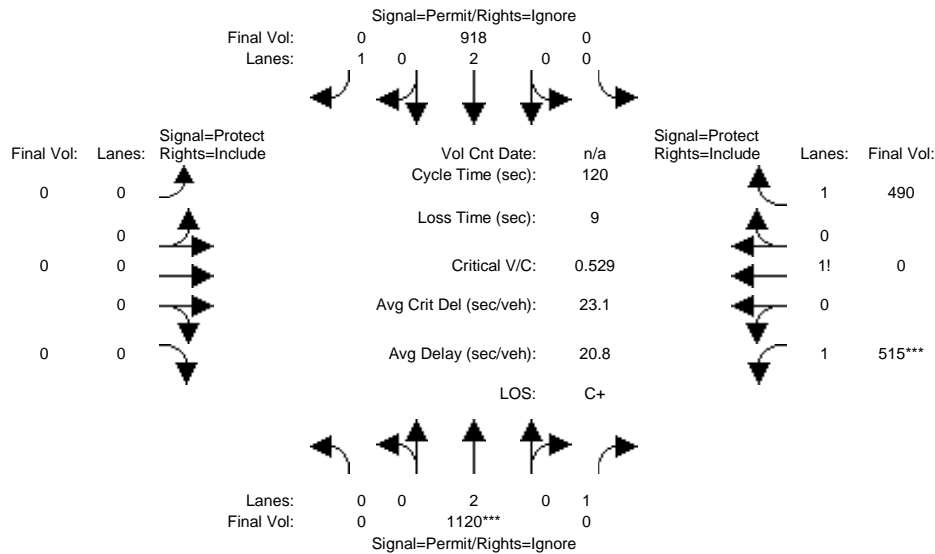 Signal=Permit/Rights=Ignore
Final Vol: 0 918 0
Lanes: 1 0 2 0 0
Signal=Protect
Final Vol: Lanes: Rights=Include
Vol Cnt Date: n/a
Signal=Protect
Rights=Include Lanes: Final Vol:
0 0
Cycle Time (sec): 120
1 490
0
Loss Time (sec): 9
0
0 0
Critical V/C: 0.529
1! 0
0
Avg Crit Del (sec/veh): 23.1
0
0 0
Avg Delay (sec/veh): 20.8
1 515***
LOS: C+
Lanes: 0 0 2 0 1
Final Vol: 0 1120*** 0
Signal=Permit/Rights=Ignore